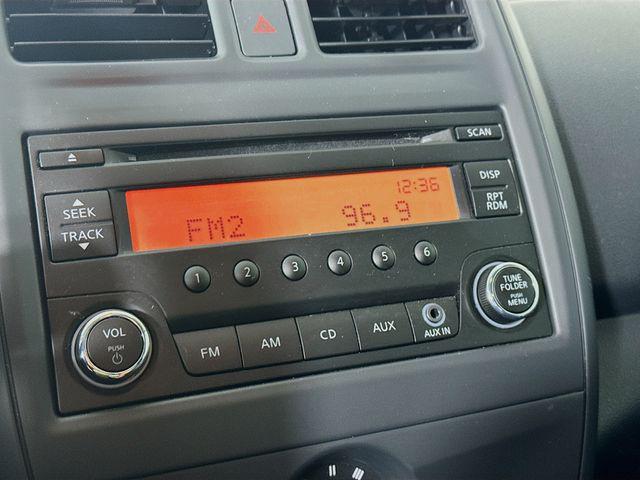 SCAN
12:36
DISP
FM2 96.9
RPT
RDM
SEEK
TRACK
1 2 3 4 5 6
TUNE
FOLDER
PUSH
MENU
VOL
PUSH
FM AM CD AUX
AUX IN